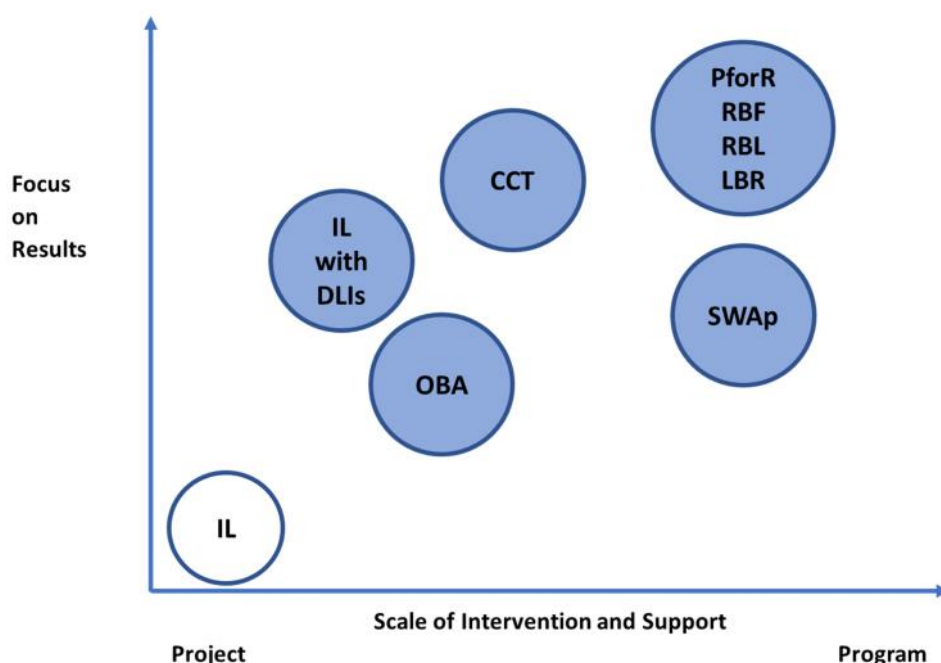 Focus
on
Results
PforR
RBF
RBL
LBR
CCT
IL
with
DLIs
SWAp
OBA
IL
Scale of Intervention and Support
Project
Program